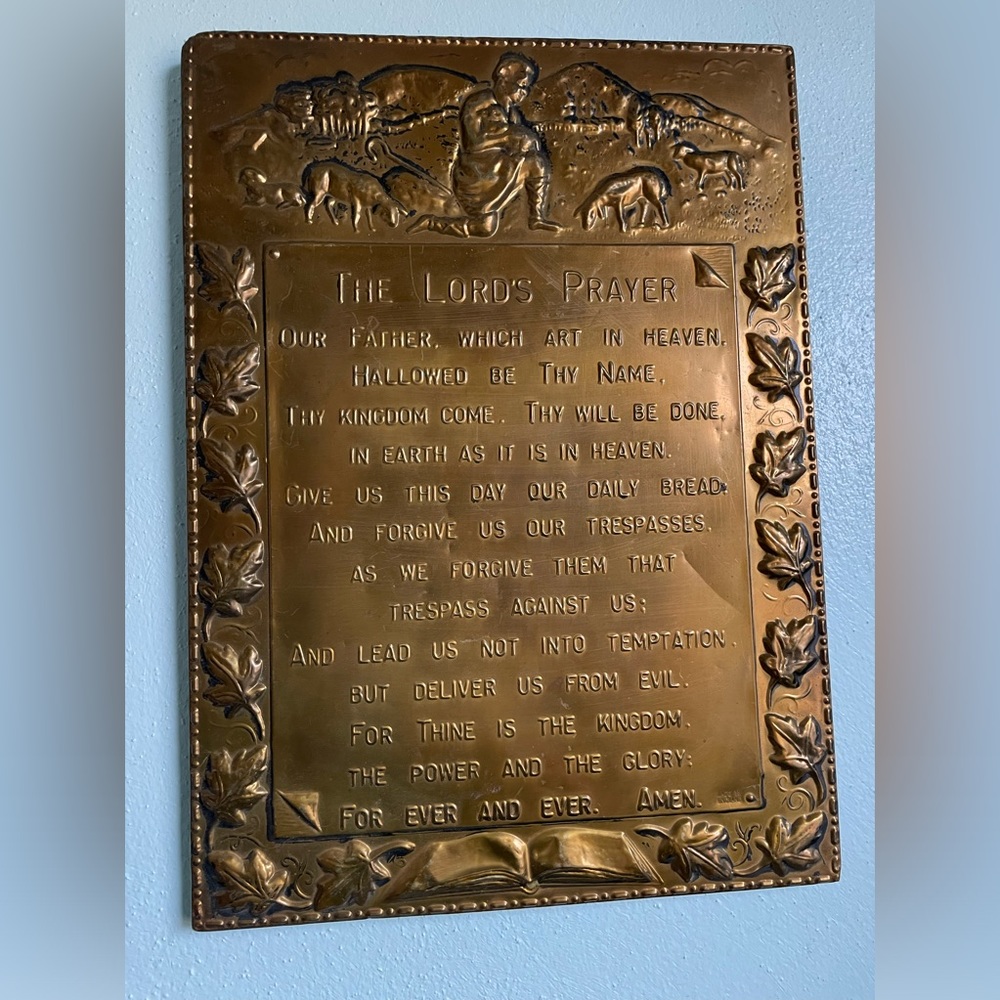 THE LORD'S PRAYER
OUR FATHER, WHICH ART IN HEAVEN,
HALLOWED BE THY NAME,
THY KINGDOM COME. THY WILL BE DONE,
IN EARTH AS IT IS IN HEAVEN.
GIVE US THIS DAY OUR DAILY BREAD.
AND FORGIVE US OUR TRESPASSES,
AS WE FORGIVE THEM THAT
TRESPASS AGAINST US;
AND LEAD US NOT INTO TEMPTATION,
BUT DELIVER US FROM EVIL.
FOR THINE IS THE KINGDOM,
THE POWER AND THE GLORY;
FOR EVER AND EVER. AMEN.